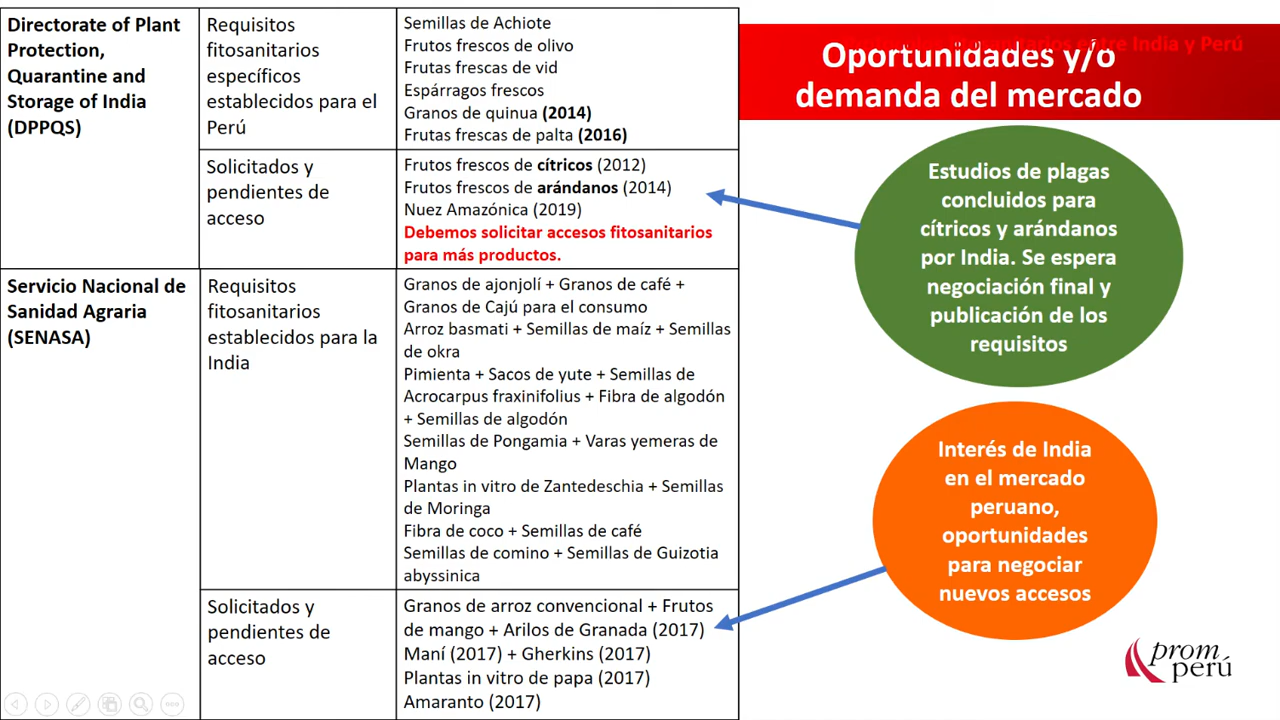 Directorate of Plant
Protection,
Quarantine and
Storage of India
(DPPQS)
Requisitos
fitosanitarios
específicos
establecidos para el
Perú
Semillas de Achiote
Frutos frescos de olivo
Frutas frescas de vid
Espárragos frescos
Granos de quinua (2014)
Frutas frescas de palta (2016)
Solicitados y
pendientes de
acceso
Frutos frescos de cítricos (2012)
Frutos frescos de arándanos (2014)
Nuez Amazónica (2019)
Debemos solicitar accesos fitosanitarios
para más productos.
Servicio Nacional de
Sanidad Agraria
(SENASA)
Requisitos
fitosanitarios
establecidos para la
India
Granos de ajonjolí + Granos de café +
Granos de Cajú para el consumo
Arroz basmati + Semillas de maíz + Semillas
de okra
Pimienta + Sacos de yute + Semillas de
Acrocarpus fraxinifolius + Fibra de algodón
+ Semillas de algodón
Semillas de Pongamia + Varas yemeras de
Mango
Plantas in vitro de Zantedeschia + Semillas
de Moringa
Fibra de coco + Semillas de café
Semillas de comino + Semillas de Guizotia
abyssinica
Solicitados y
pendientes de
acceso
Granos de arroz convencional + Frutos
de mango + Arilos de Granada (2017)
Maní (2017) + Gherkins (2017)
Plantas in vitro de papa (2017)
Amaranto (2017)
entre India y Perú
Oportunidades y/o
demanda del mercado
Estudios de plagas
concluidos para
cítricos y arándanos
por India. Se espera
negociación final y
publicación de los
requisitos
Interés de India
en el mercado
peruano,
oportunidades
para negociar
nuevos accesos
prom
perú